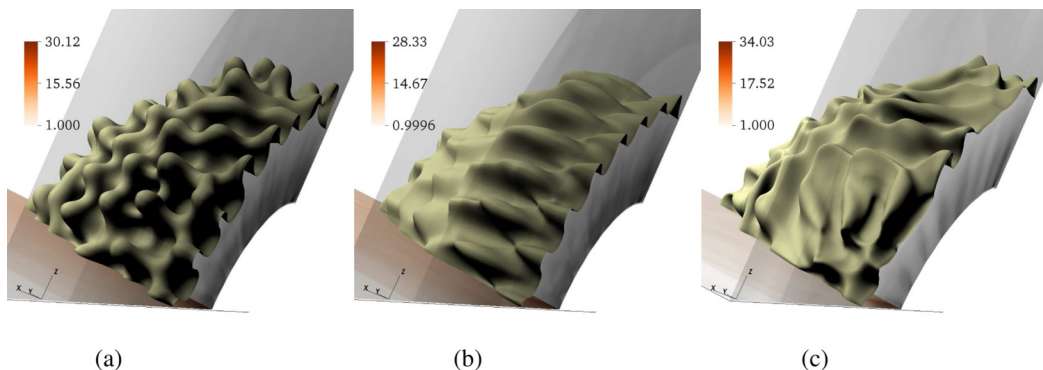 30.12
15.56
1.000
X Y Z
(a)
28.33
14.67
0.9996
X Y Z
(b)
34.03
17.52
1.000
X Y Z
(c)